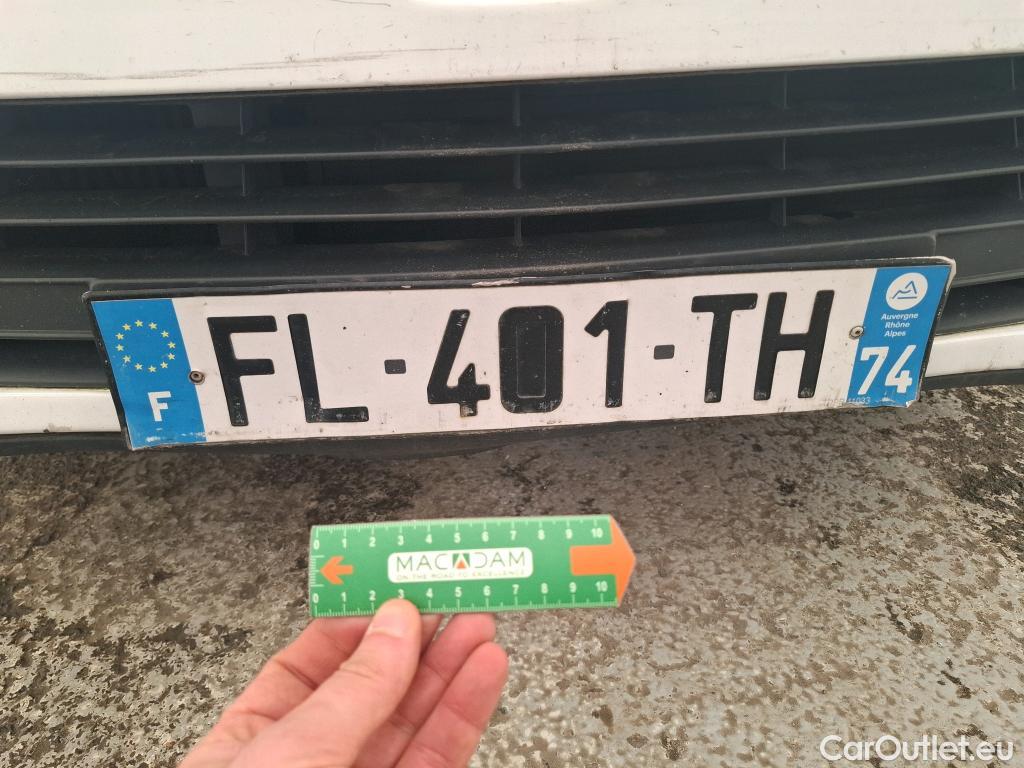 F
FL-401-TH
Auvergne
Rhône
Alpes
74
0 1 2 3 4 5 6 7 8 9 10
MACADAM
ON THE ROAD TO EXCELLENCE
0 1 2 3 4 5 6 7 8 9 10
CarOutlet.eu